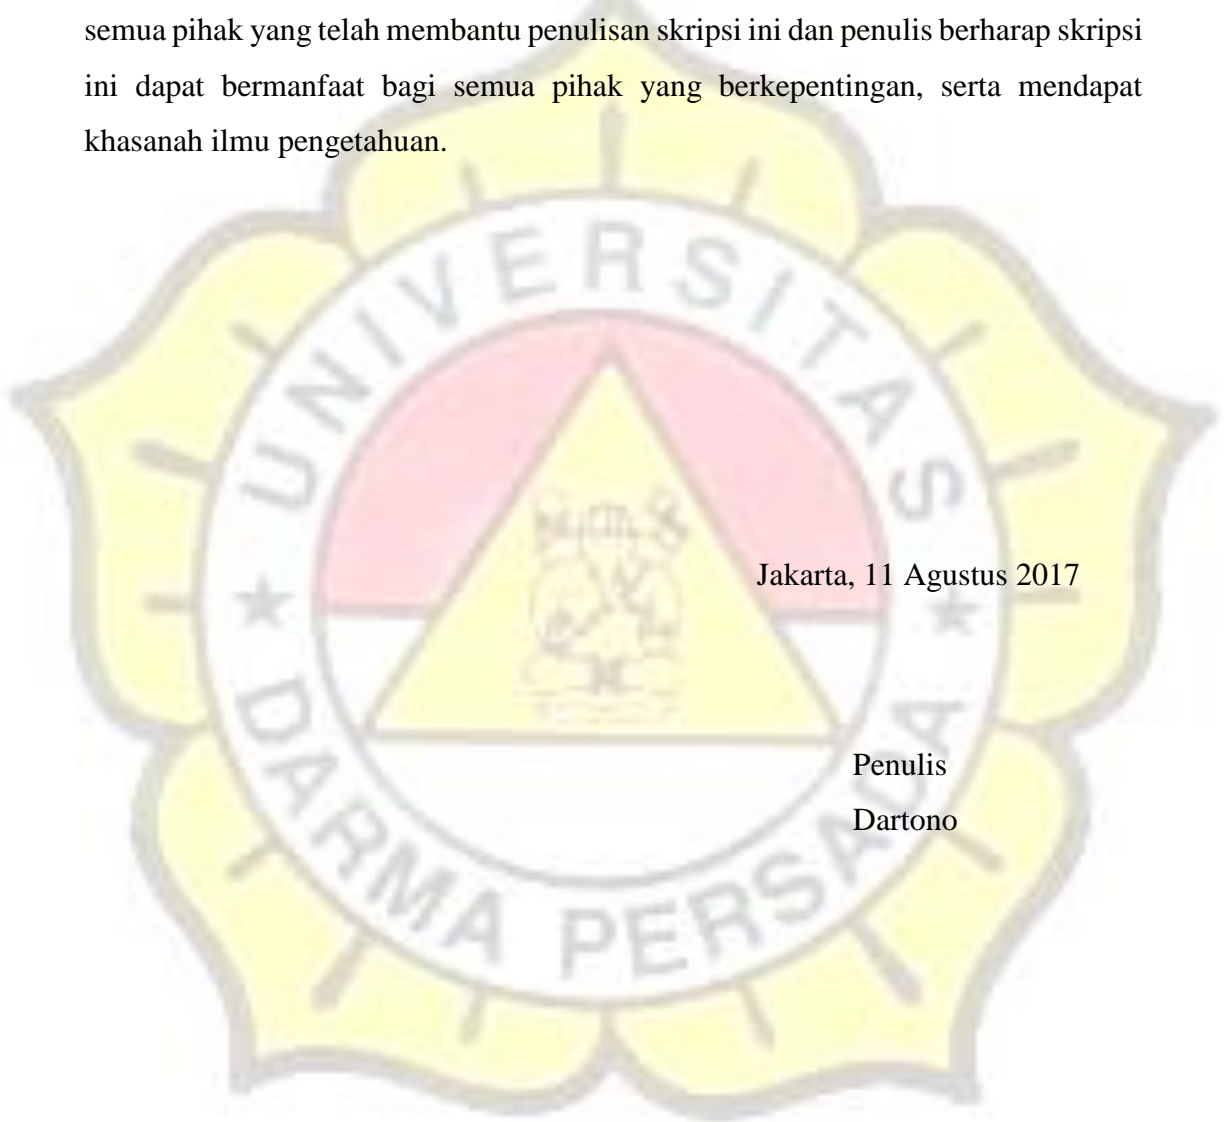 semua pihak yang telah membantu penulisan skripsi ini dan penulis berharap skripsi
ini dapat bermanfaat bagi semua pihak yang berkepentingan, serta mendapat
khasanah ilmu pengetahuan.
UNIVERSITAS
DARMA PERSADA
Jakarta, 11 Agustus 2017
Penulis
Dartono